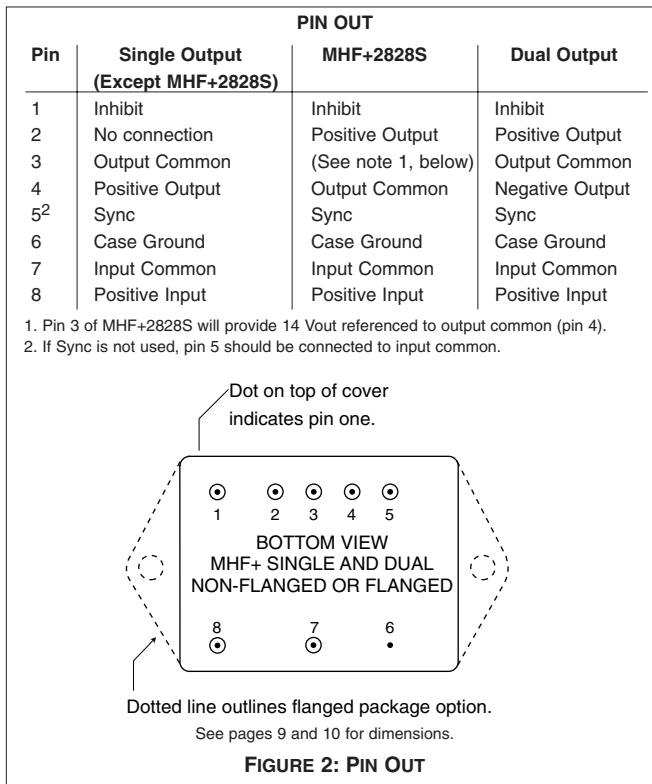 PIN OUT
Pin Single Output MHF+2828S Dual Output
(Except MHF+2828S)
1 Inhibit Inhibit Inhibit
2 No connection Positive Output Positive Output
3 Output Common (See note 1, below) Output Common
4 Positive Output Output Common Negative Output
5² Sync Sync Sync
6 Case Ground Case Ground Case Ground
7 Input Common Input Common Input Common
8 Positive Input Positive Input Positive Input
1. Pin 3 of MHF+2828S will provide 14 Vout referenced to output common (pin 4).
2. If Sync is not used, pin 5 should be connected to input common.
Dot on top of cover
indicates pin one.
1 2 3 4 5
BOTTOM VIEW
MHF+ SINGLE AND DUAL
NON-FLANGED OR FLANGED
8 7 6
Dotted line outlines flanged package option.
See pages 9 and 10 for dimensions.
FIGURE 2: PIN OUT